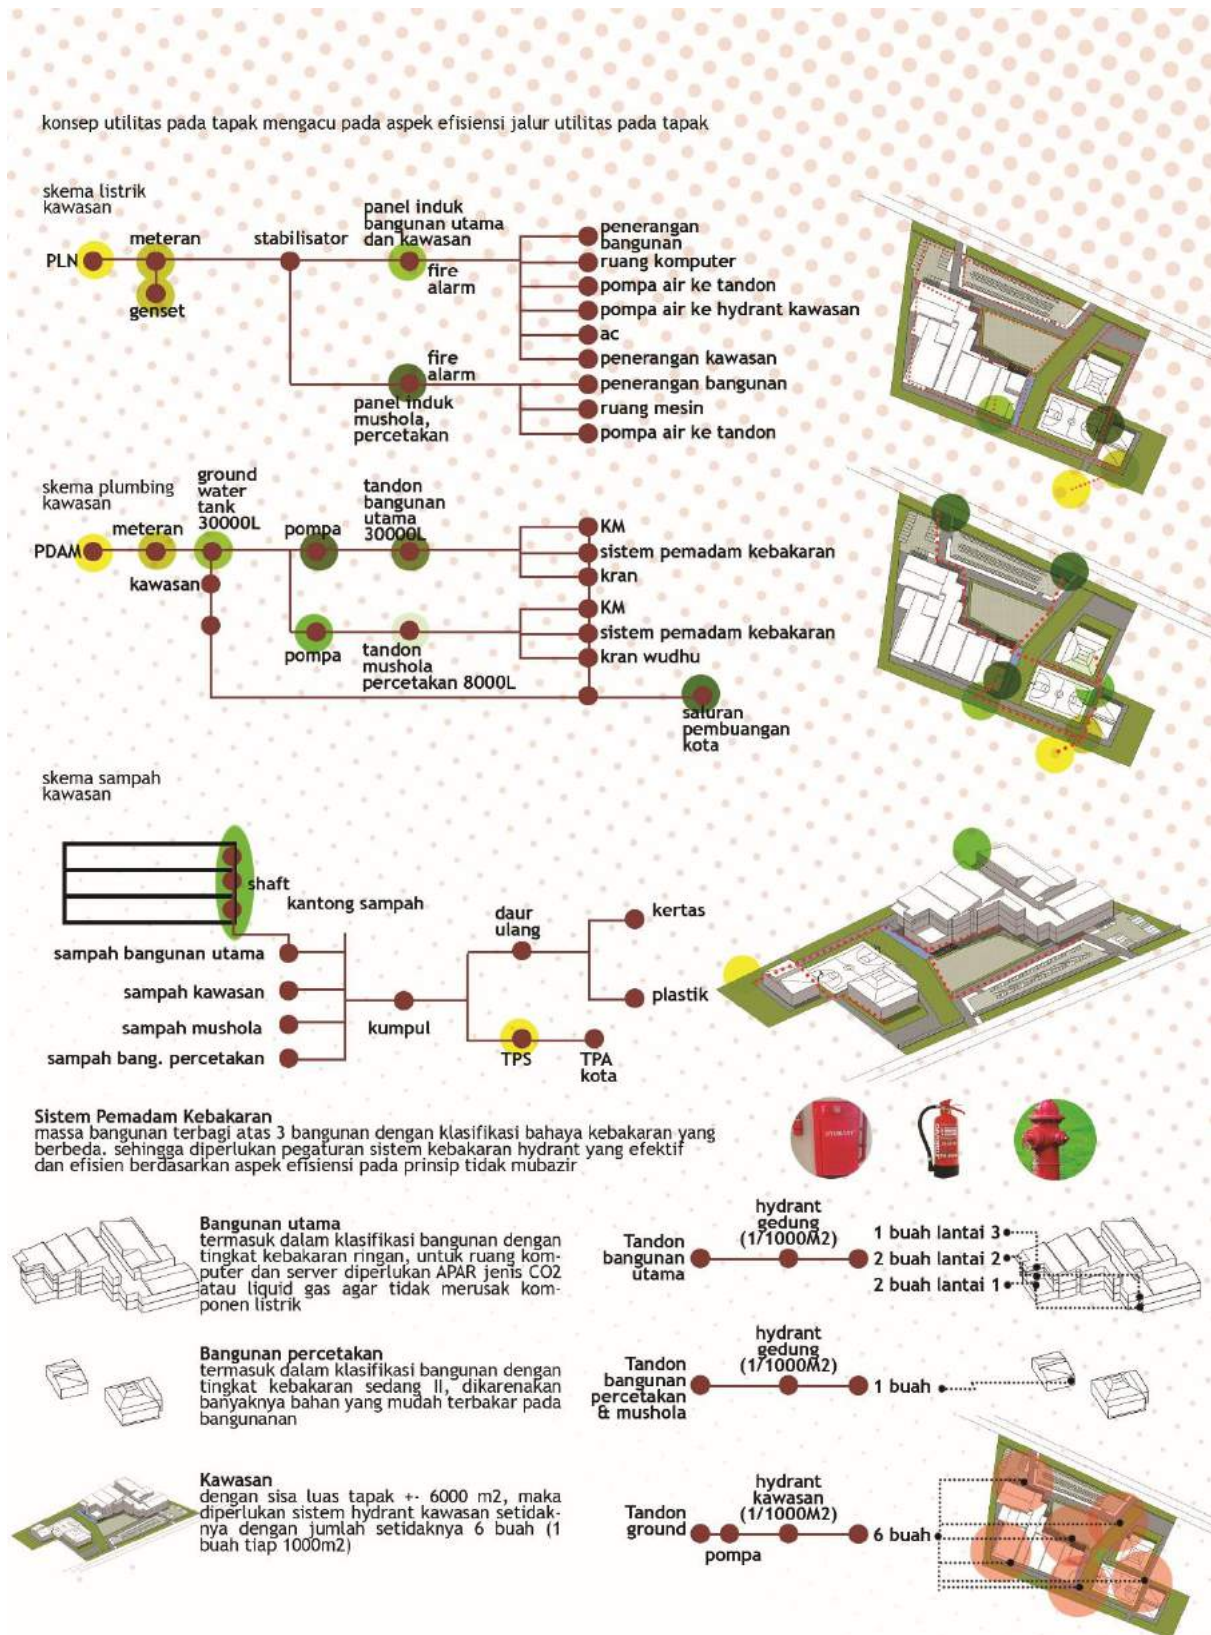 konsep utilitas pada tapak mengacu pada aspek efisiensi jalur utilitas pada tapak
skema listrik
kawasan
PLN
meteran
genset
stabilisator
panel induk
bangunan utama
dan kawasan
fire
alarm
penerangan
bangunan
ruang komputer
pompa air ke tandon
pompa air ke hydrant kawasan
ac
penerangan kawasan
fire
alarm
panel induk
mushola,
percetakan
penerangan bangunan
ruang mesin
pompa air ke tandon
skema plumbing
kawasan
PDAM
meteran
ground
water
tank
30000L
kawasan
pompa
tandon
bangunan
utama
30000L
KM
sistem pemadam kebakaran
kran
pompa
tandon
mushola
percetakan 8000L
KM
sistem pemadam kebakaran
kran wudhu
saluran
pembuangan
kota
skema sampah
kawasan
shaft
kantong sampah
sampah bangunan utama
sampah kawasan
sampah mushola
sampah bang. percetakan
kumpul
daur
ulang
kertas
plastik
TPS
TPA
kota
Sistem Pemadam Kebakaran
massa bangunan terbagi atas 3 bangunan dengan klasifikasi bahaya kebakaran yang
berbeda. sehingga diperlukan pegaturan sistem kebakaran hydrant yang efektif
dan efisien berdasarkan aspek efisiensi pada prinsip tidak mubazir
Bangunan utama
termasuk dalam klasifikasi bangunan dengan
tingkat kebakaran ringan, untuk ruang kom-
puter dan server diperlukan APAR jenis CO2
atau liquid gas agar tidak merusak kom-
ponen listrik
Tandon
bangunan
utama
hydrant
gedung
(1/1000M2)
1 buah lantai 3
2 buah lantai 2
2 buah lantai 1
Bangunan percetakan
termasuk dalam klasifikasi bangunan dengan
tingkat kebakaran sedang II, dikarenakan
banyaknya bahan yang mudah terbakar pada
bangunanan
Tandon
bangunan
percetakan
& mushola
hydrant
gedung
(1/1000M2)
1 buah
Kawasan
dengan sisa luas tapak +- 6000 m2, maka
diperlukan sistem hydrant kawasan setidak-
nya dengan jumlah setidaknya 6 buah (1
buah tiap 1000m2)
Tandon
ground
pompa
hydrant
kawasan
(1/1000M2)
6 buah